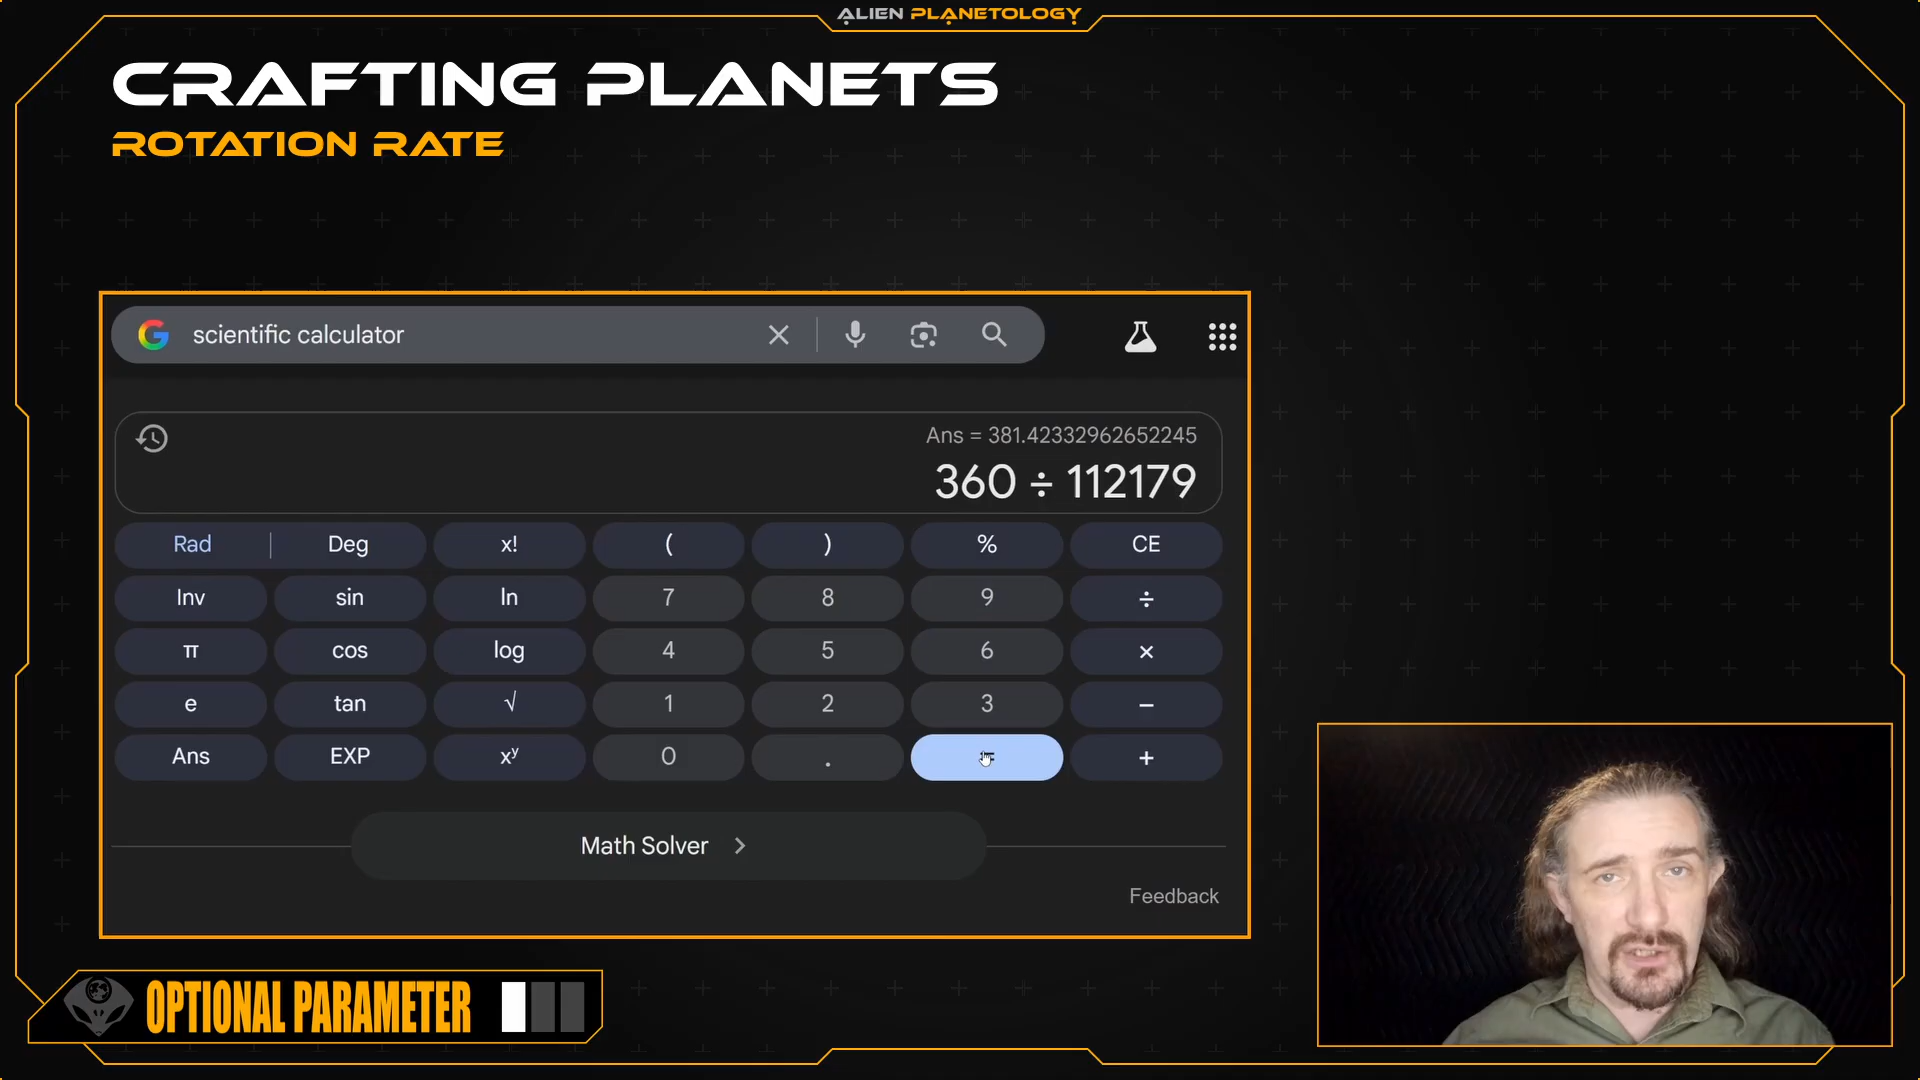 ALIEN PLANETOLOGY
CRAFTING PLANETS
ROTATION RATE
scientific calculator
Ans = 381.42332962652245
360 ÷ 112179
Rad Deg x! ( ) % CE
Inv sin ln 7 8 9 ÷
π cos log 4 5 6 ×
e tan √ 1 2 3 −
Ans EXP xʸ 0 . = +
Math Solver
Feedback
OPTIONAL PARAMETER